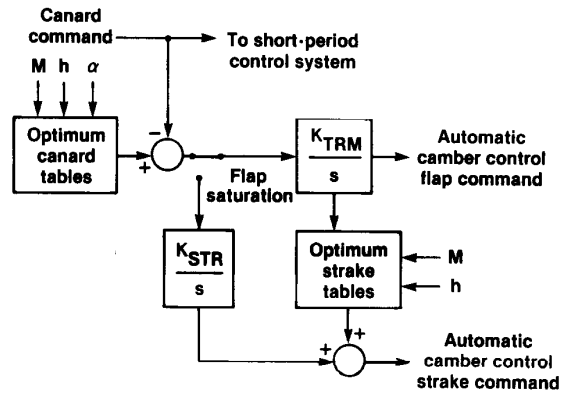 Canard
command
To short-period
control system
M h α
Optimum
canard
tables
−
+
Flap
saturation
K_TRM
s
Automatic
camber control
flap command
K_STR
s
Optimum
strake
tables
M
h
+
+
Automatic
camber control
strake command